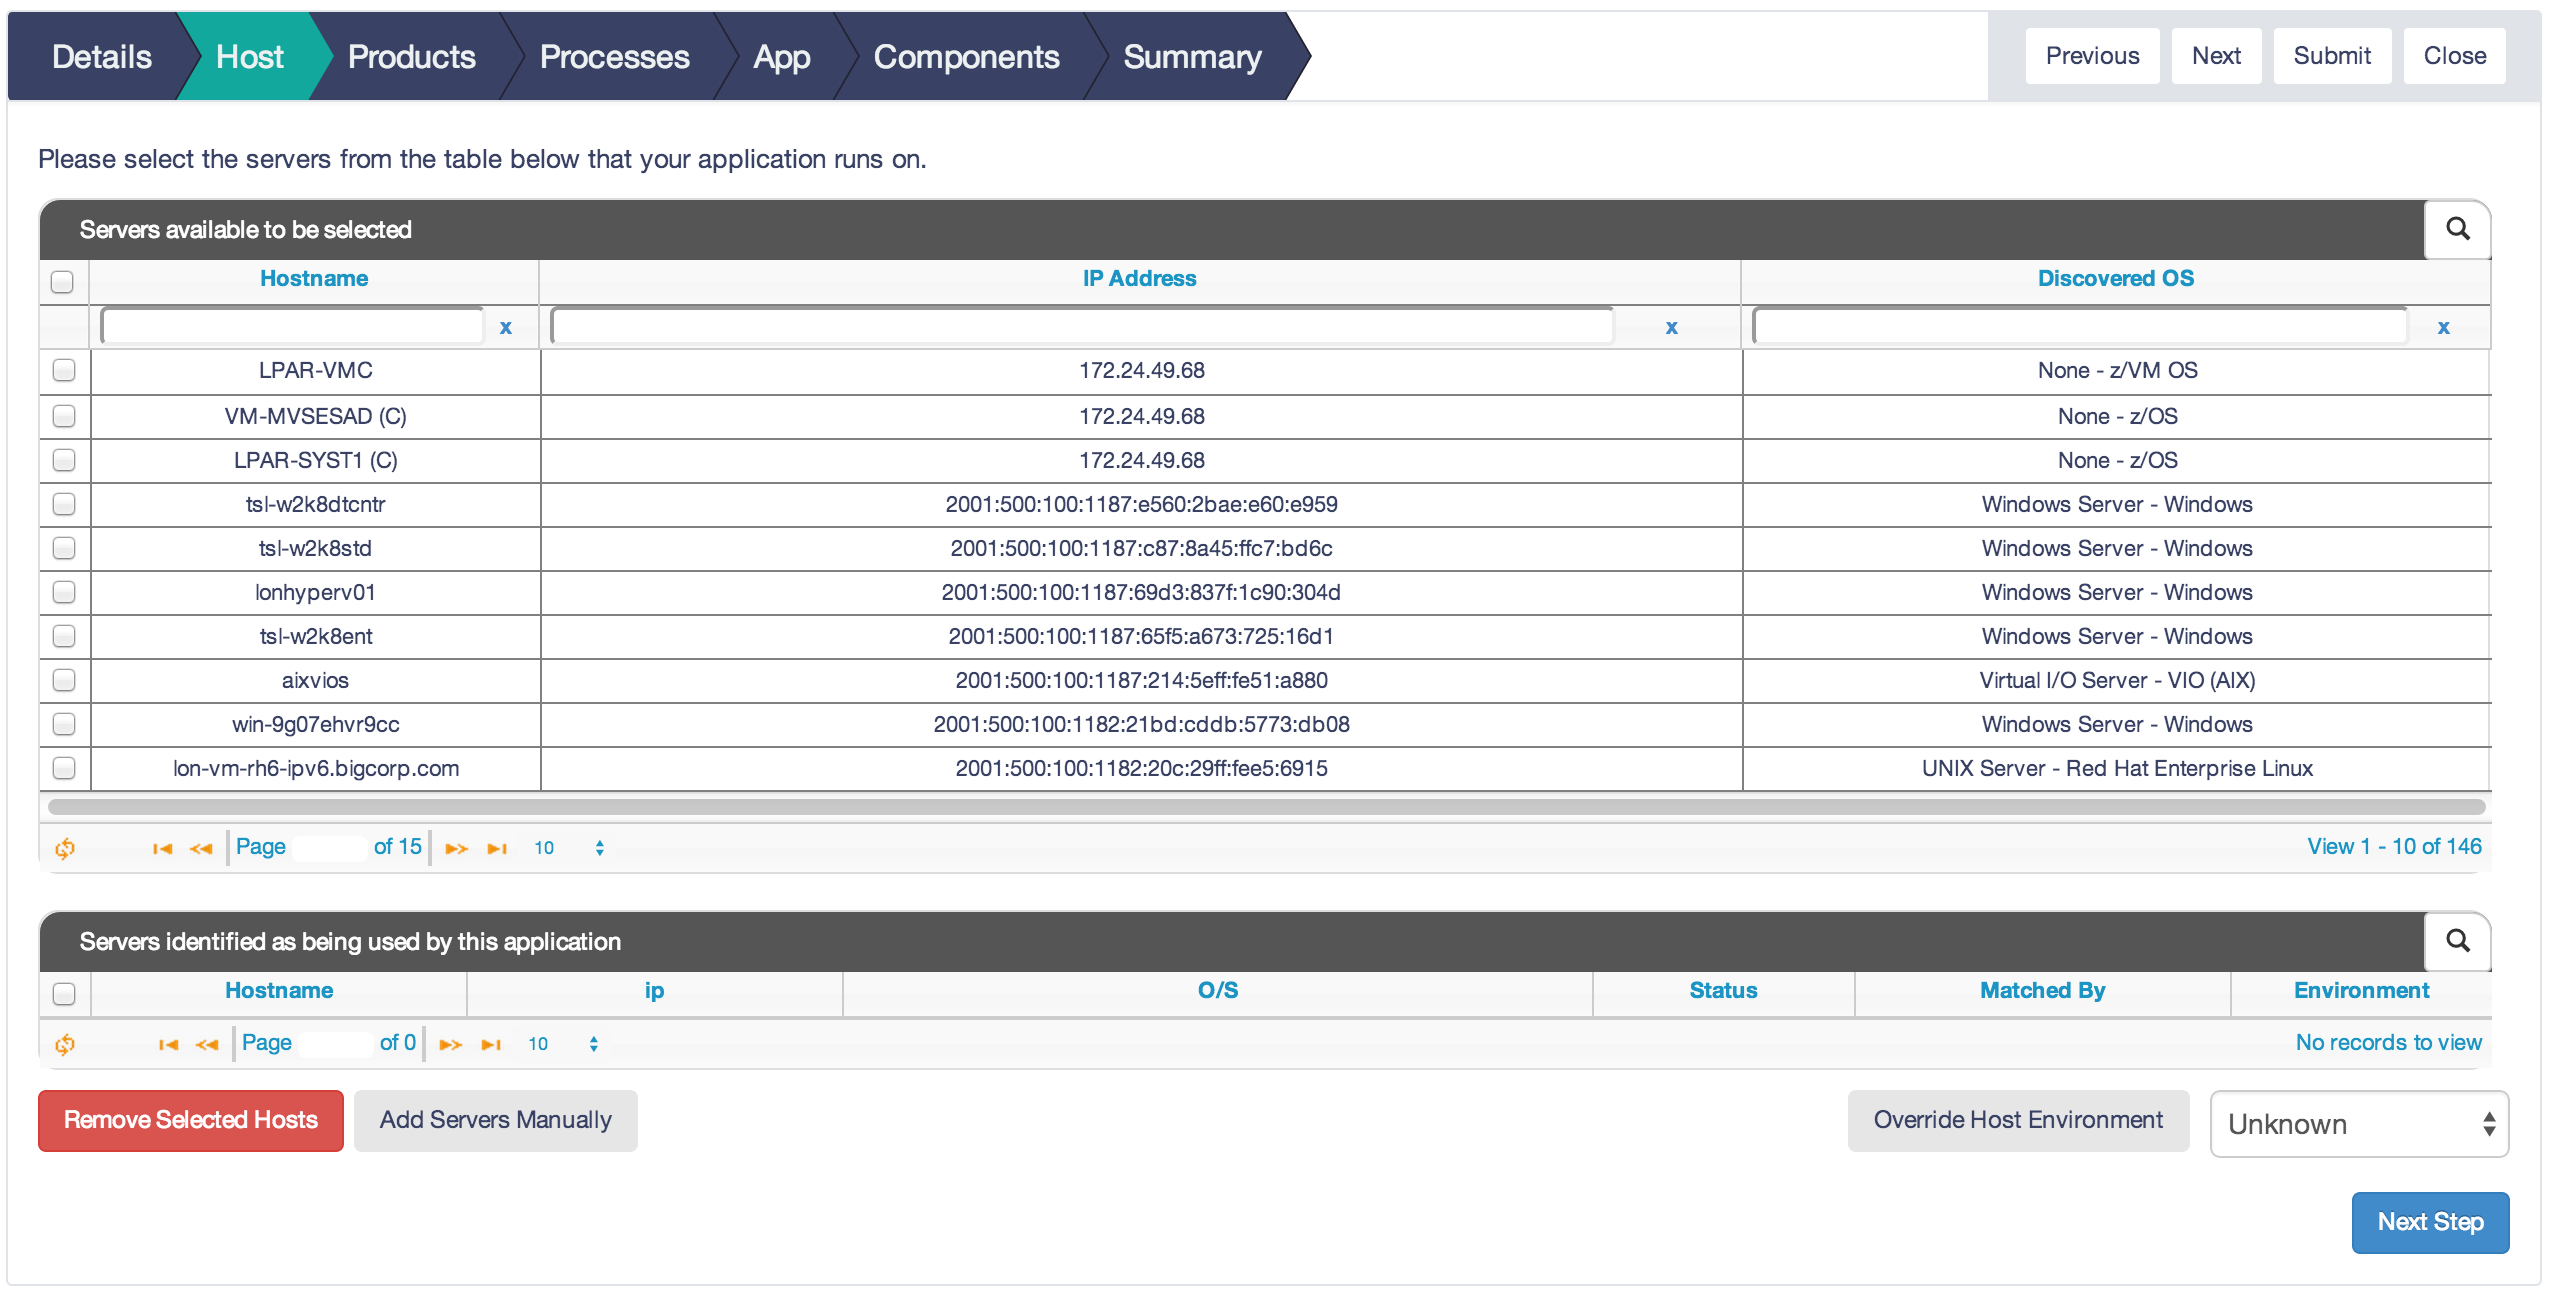 Details Host Products Processes App Components Summary Previous Next Submit Close
Please select the servers from the table below that your application runs on.
Servers available to be selected
Hostname IP Address Discovered OS
x x x
LPAR-VMC 172.24.49.68 None - z/VM OS
VM-MVSESAD (C) 172.24.49.68 None - z/OS
LPAR-SYST1 (C) 172.24.49.68 None - z/OS
tsl-w2k8dtcntr 2001:500:100:1187:e560:2bae:e60:e959 Windows Server - Windows
tsl-w2k8std 2001:500:100:1187:c87:8a45:ffc7:bd6c Windows Server - Windows
lonhyperv01 2001:500:100:1187:69d3:837f:1c90:304d Windows Server - Windows
tsl-w2k8ent 2001:500:100:1187:65f5:a673:725:16d1 Windows Server - Windows
aixvios 2001:500:100:1187:214:5eff:fe51:a880 Virtual I/O Server - VIO (AIX)
win-9g07ehvr9cc 2001:500:100:1182:21bd:cddb:5773:db08 Windows Server - Windows
lon-vm-rh6-ipv6.bigcorp.com 2001:500:100:1182:20c:29ff:fee5:6915 UNIX Server - Red Hat Enterprise Linux
Page of 15 10 View 1 - 10 of 146
Servers identified as being used by this application
Hostname ip O/S Status Matched By Environment
Page of 0 10 No records to view
Remove Selected Hosts Add Servers Manually Override Host Environment Unknown
Next Step